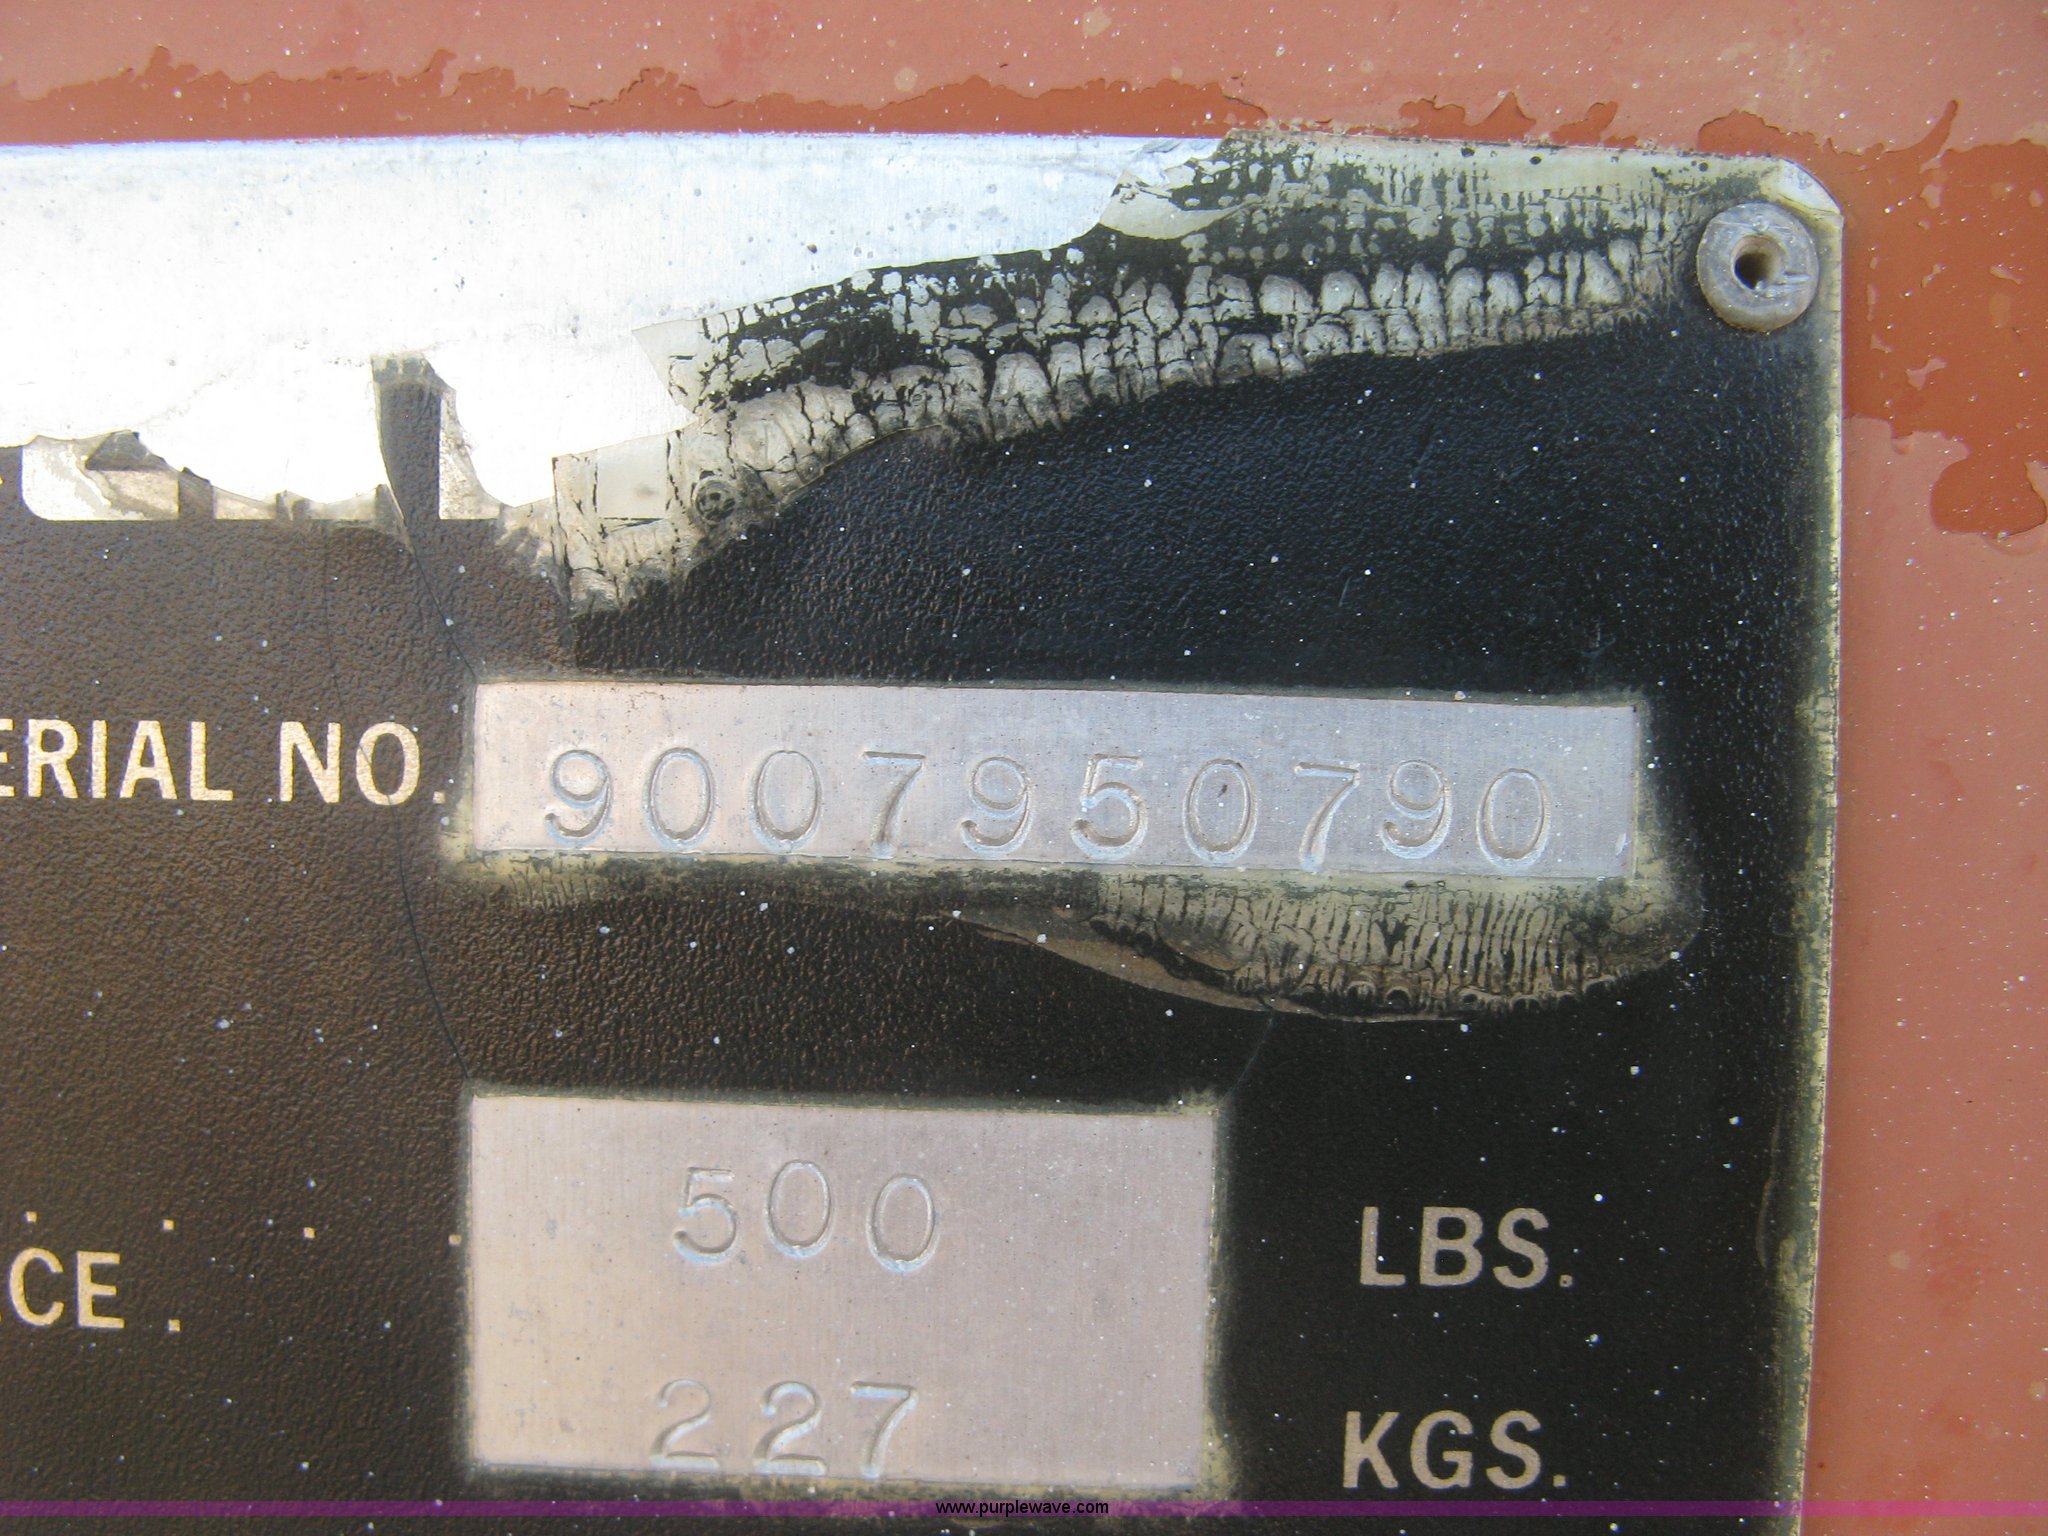 ERIAL NO. 9007950790
500 LBS.
CE .
227 KGS.
www.purplewave.com